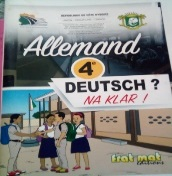 Allemand
4e
DEUTSCH ?
NA KLAR !